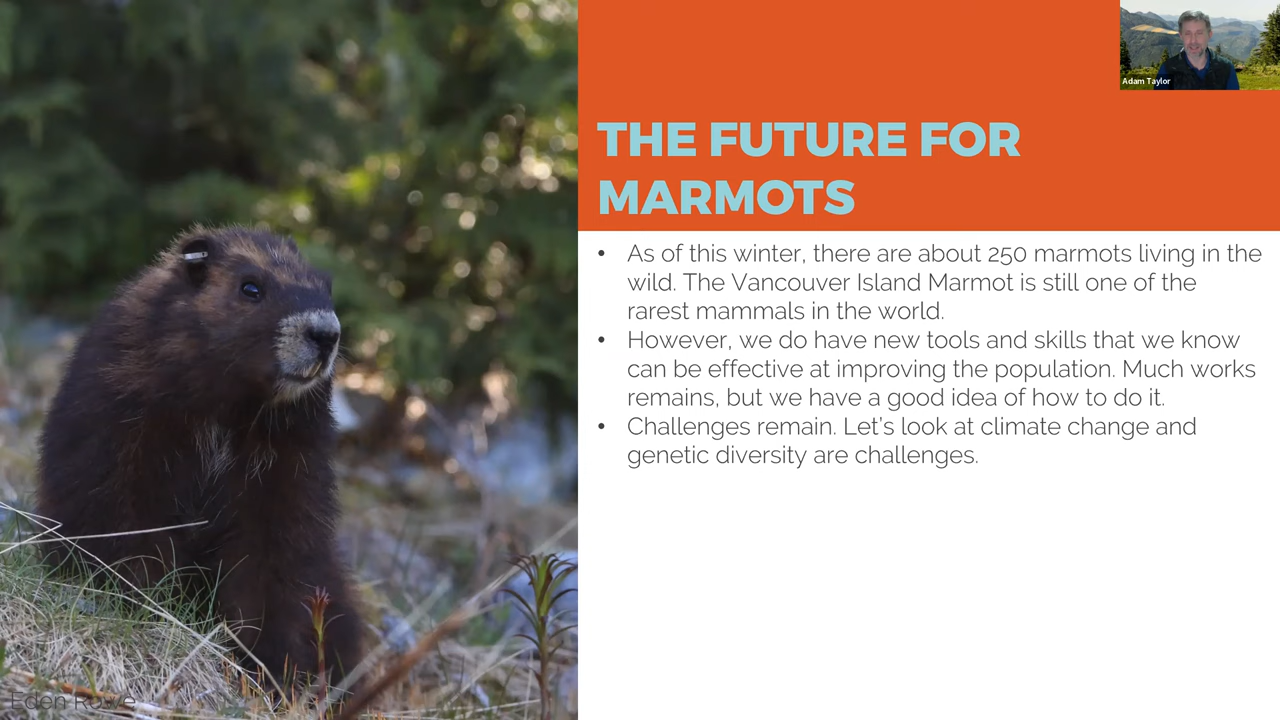 Adam Taylor
THE FUTURE FOR
MARMOTS
• As of this winter, there are about 250 marmots living in the
wild. The Vancouver Island Marmot is still one of the
rarest mammals in the world.
• However, we do have new tools and skills that we know
can be effective at improving the population. Much works
remains, but we have a good idea of how to do it.
• Challenges remain. Let's look at climate change and
genetic diversity are challenges.
Eden Rowe